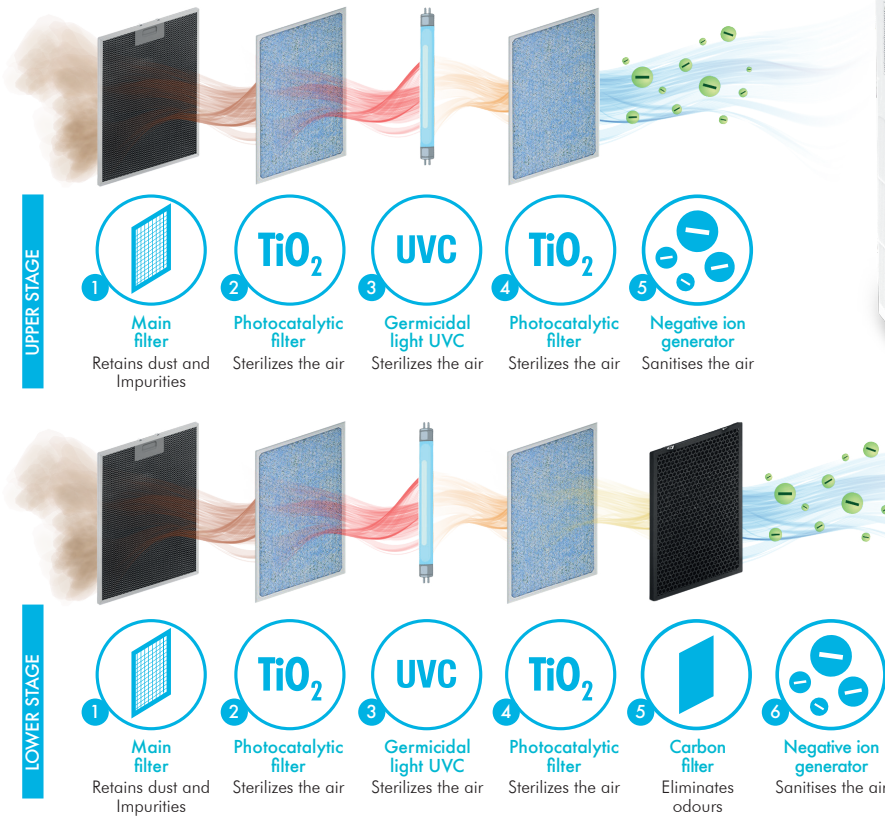 UPPER STAGE
TiO2
UVC
TiO2
1
2
3
4
5
Main
filter
Retains dust and
Impurities
Photocatalytic
filter
Sterilizes the air
Germicidal
light UVC
Sterilizes the air
Photocatalytic
filter
Sterilizes the air
Negative ion
generator
Sanitises the air
LOWER STAGE
TiO2
UVC
TiO2
1
2
3
4
5
6
Main
filter
Retains dust and
Impurities
Photocatalytic
filter
Sterilizes the air
Germicidal
light UVC
Sterilizes the air
Photocatalytic
filter
Sterilizes the air
Carbon
filter
Eliminates
odours
Negative ion
generator
Sanitises the air